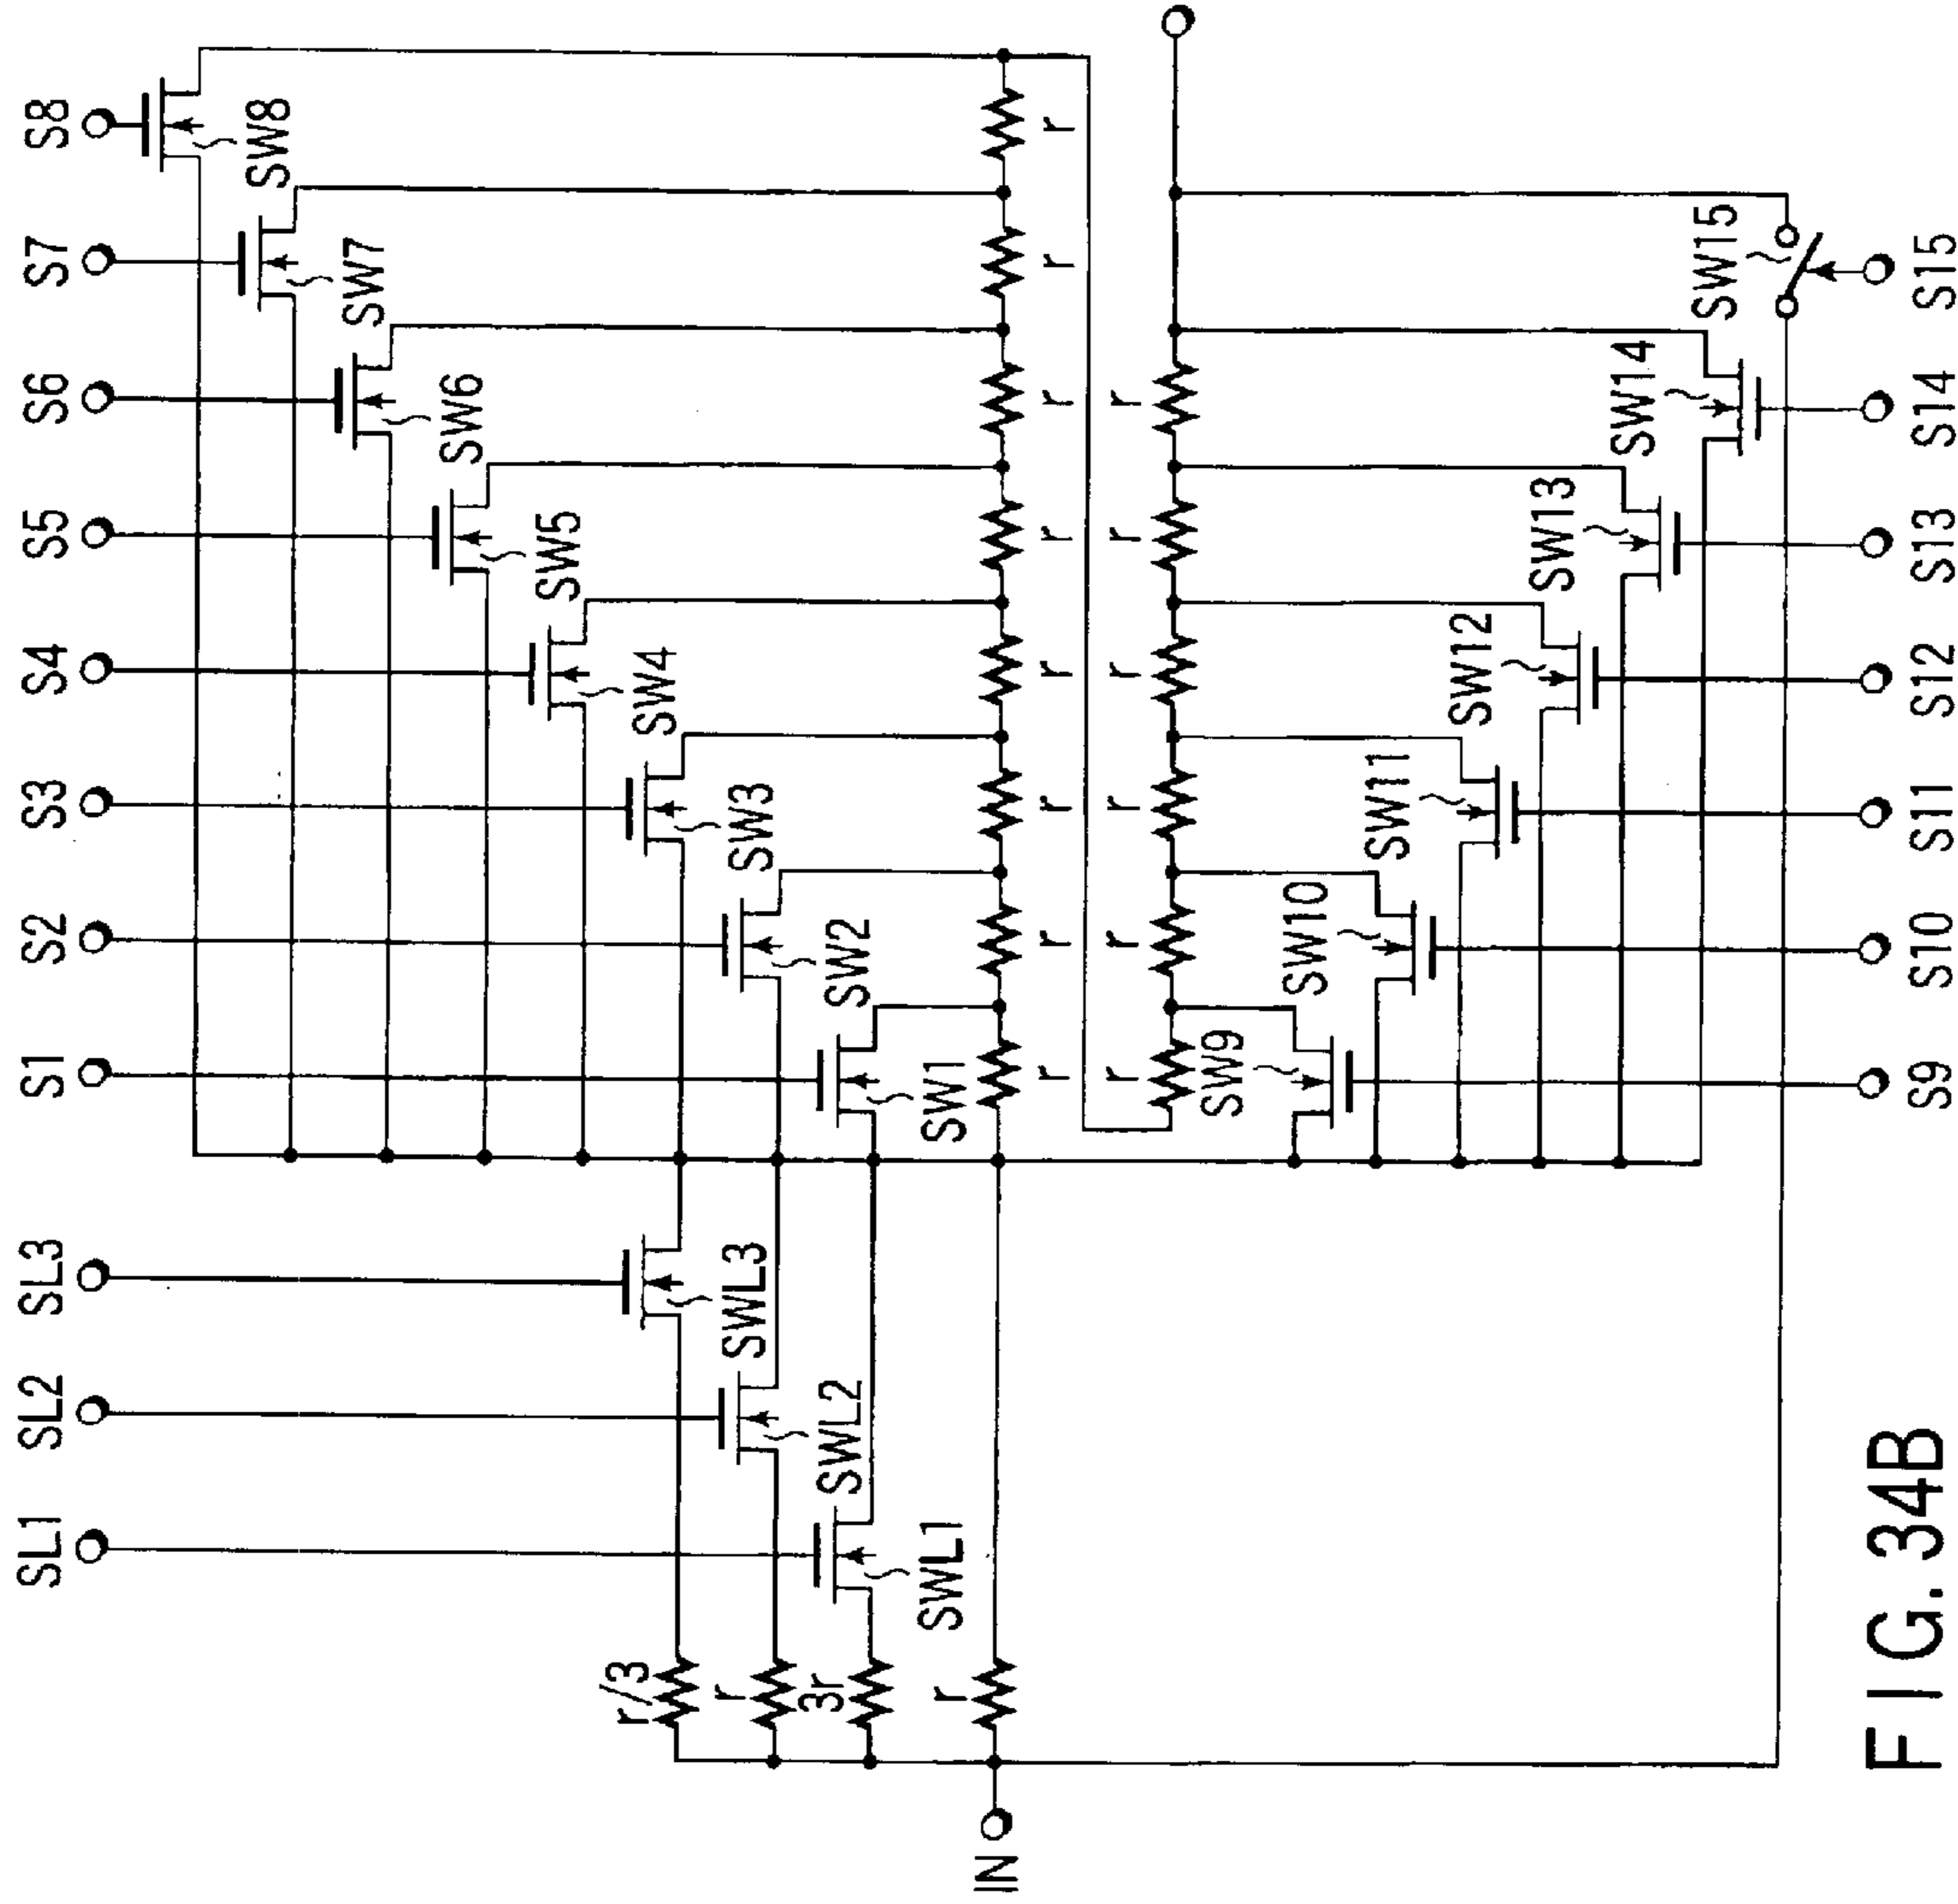 SL1 SL2 SL3 S1 S2 S3 S4 S5 S6 S7 S8
SW8
SW7
SW6
SW5
SW4
r/3 SWL3 SW3
r SWL2 SW2
3r SWL1 SW1
r
IN
r r r r r r r r
r r r r r r
SW9
SW10
SW11
SW12
SW13
SW14
SW15
S9 S10 S11 S12 S13 S14 S15
FIG. 34B